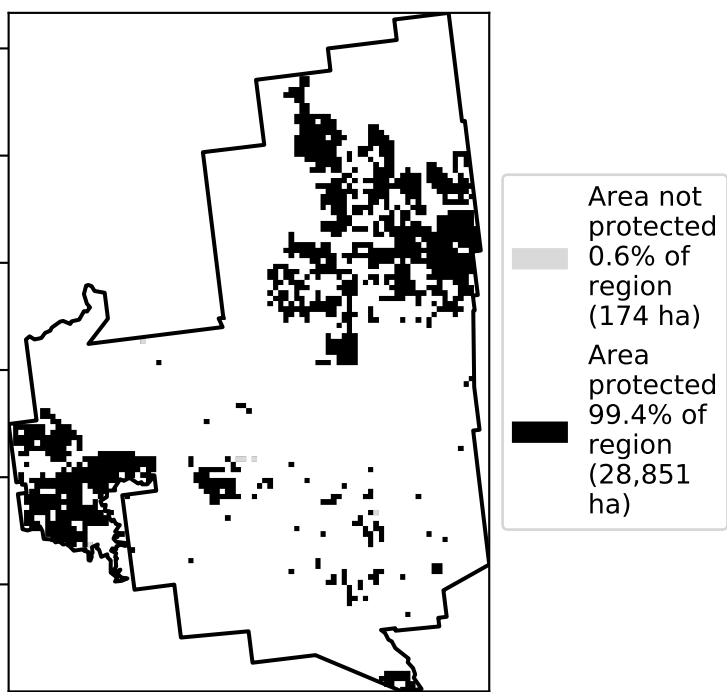 Area not
protected
0.6% of
region
(174 ha)
Area
protected
99.4% of
region
(28,851
ha)